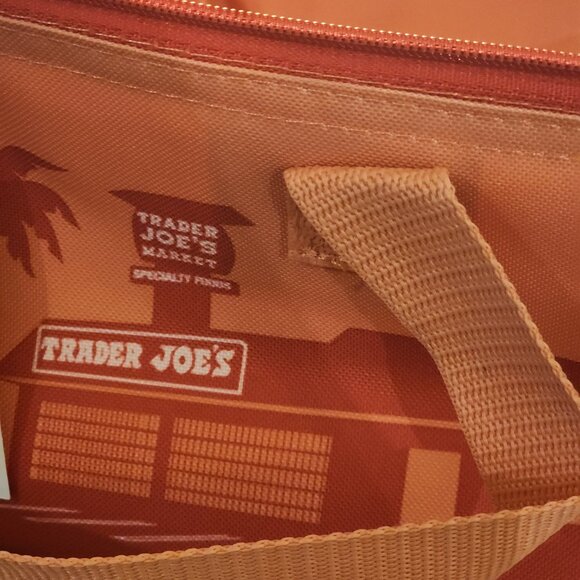 TRADER
JOE'S
MARKET
SPECIALTY FOODS
TRADER JOE'S